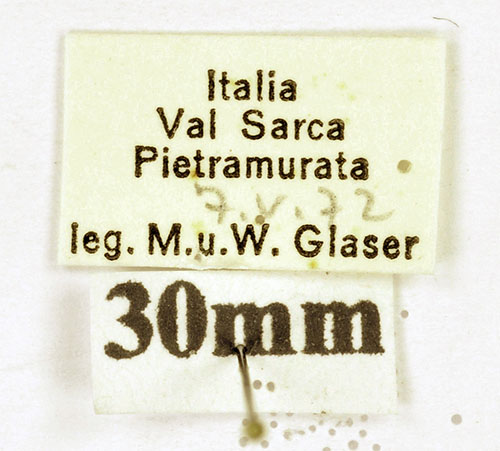 Italia
Val Sarca
Pietramurata
7.V.72
leg. M.u.W. Glaser
30mm